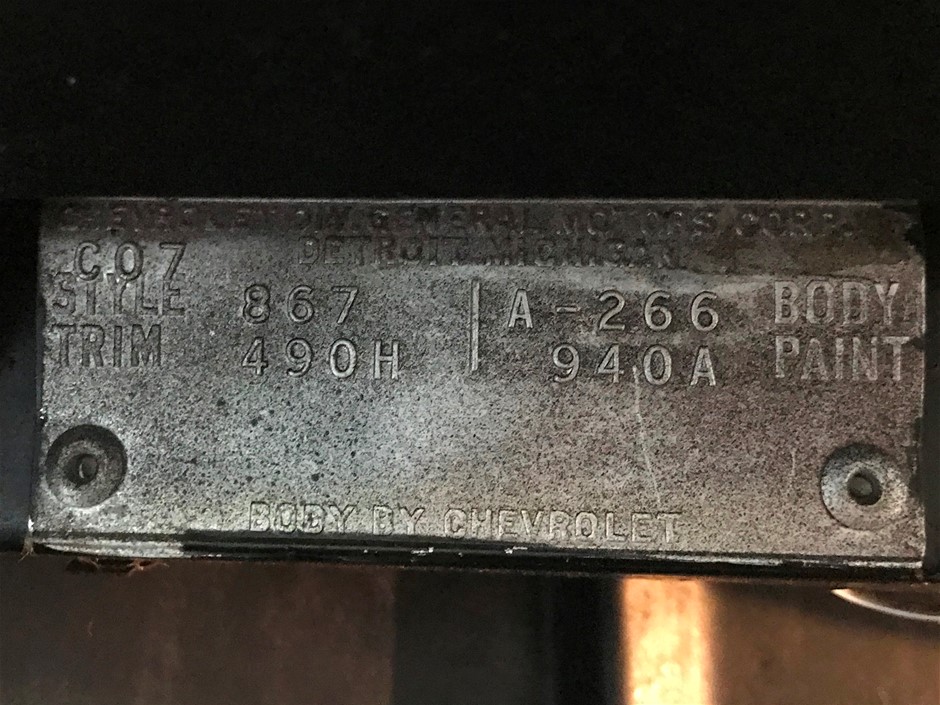 CHEVROLET DIV. GENERAL MOTORS CORP.
DETROIT. MICHIGAN.
C07
STYLE 867 A-266 BODY
TRIM 490H 940A PAINT
BODY BY CHEVROLET